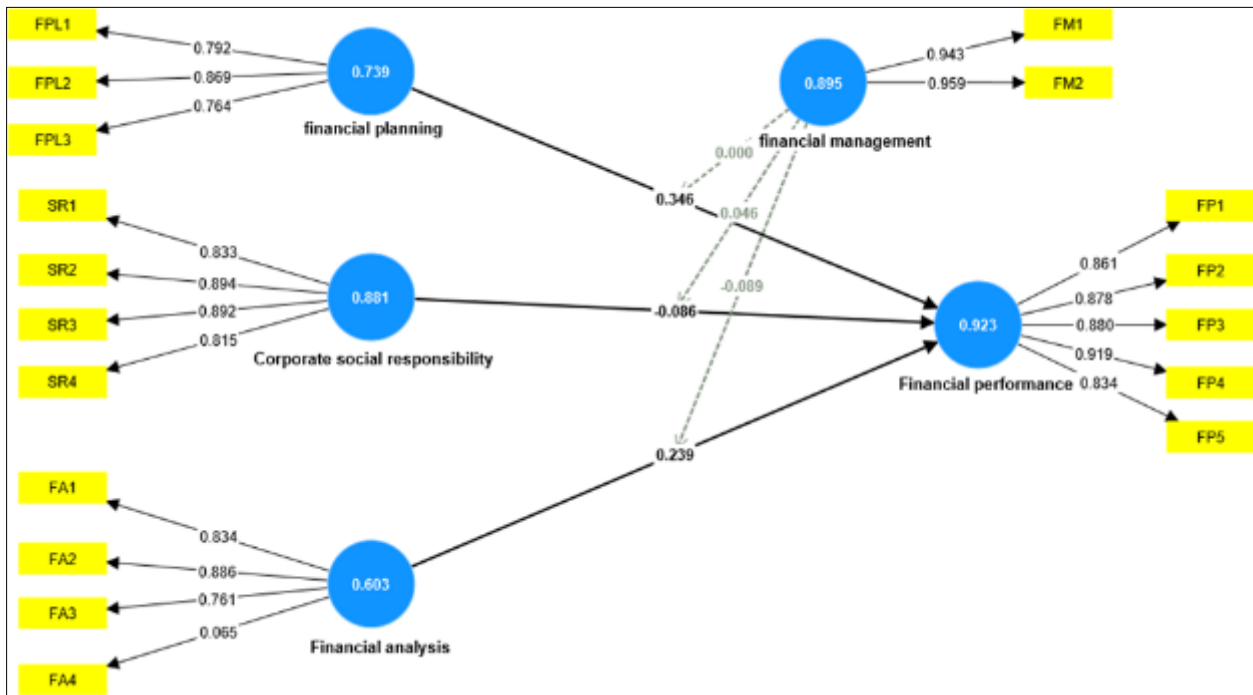 FPL1
0.792
FPL2
0.869
0.764
FPL3
0.739
financial planning
FM1
0.943
0.959
FM2
0.895
financial management
0.000
0.346
0.046
-0.089
SR1
0.833
SR2
0.894
SR3
0.892
0.815
SR4
0.881
Corporate social responsibility
-0.086
FP1
0.861
FP2
0.878
0.880
FP3
0.919
0.834
FP4
FP5
0.923
Financial performance
0.239
FA1
0.834
FA2
0.886
FA3
0.761
0.065
FA4
0.603
Financial analysis